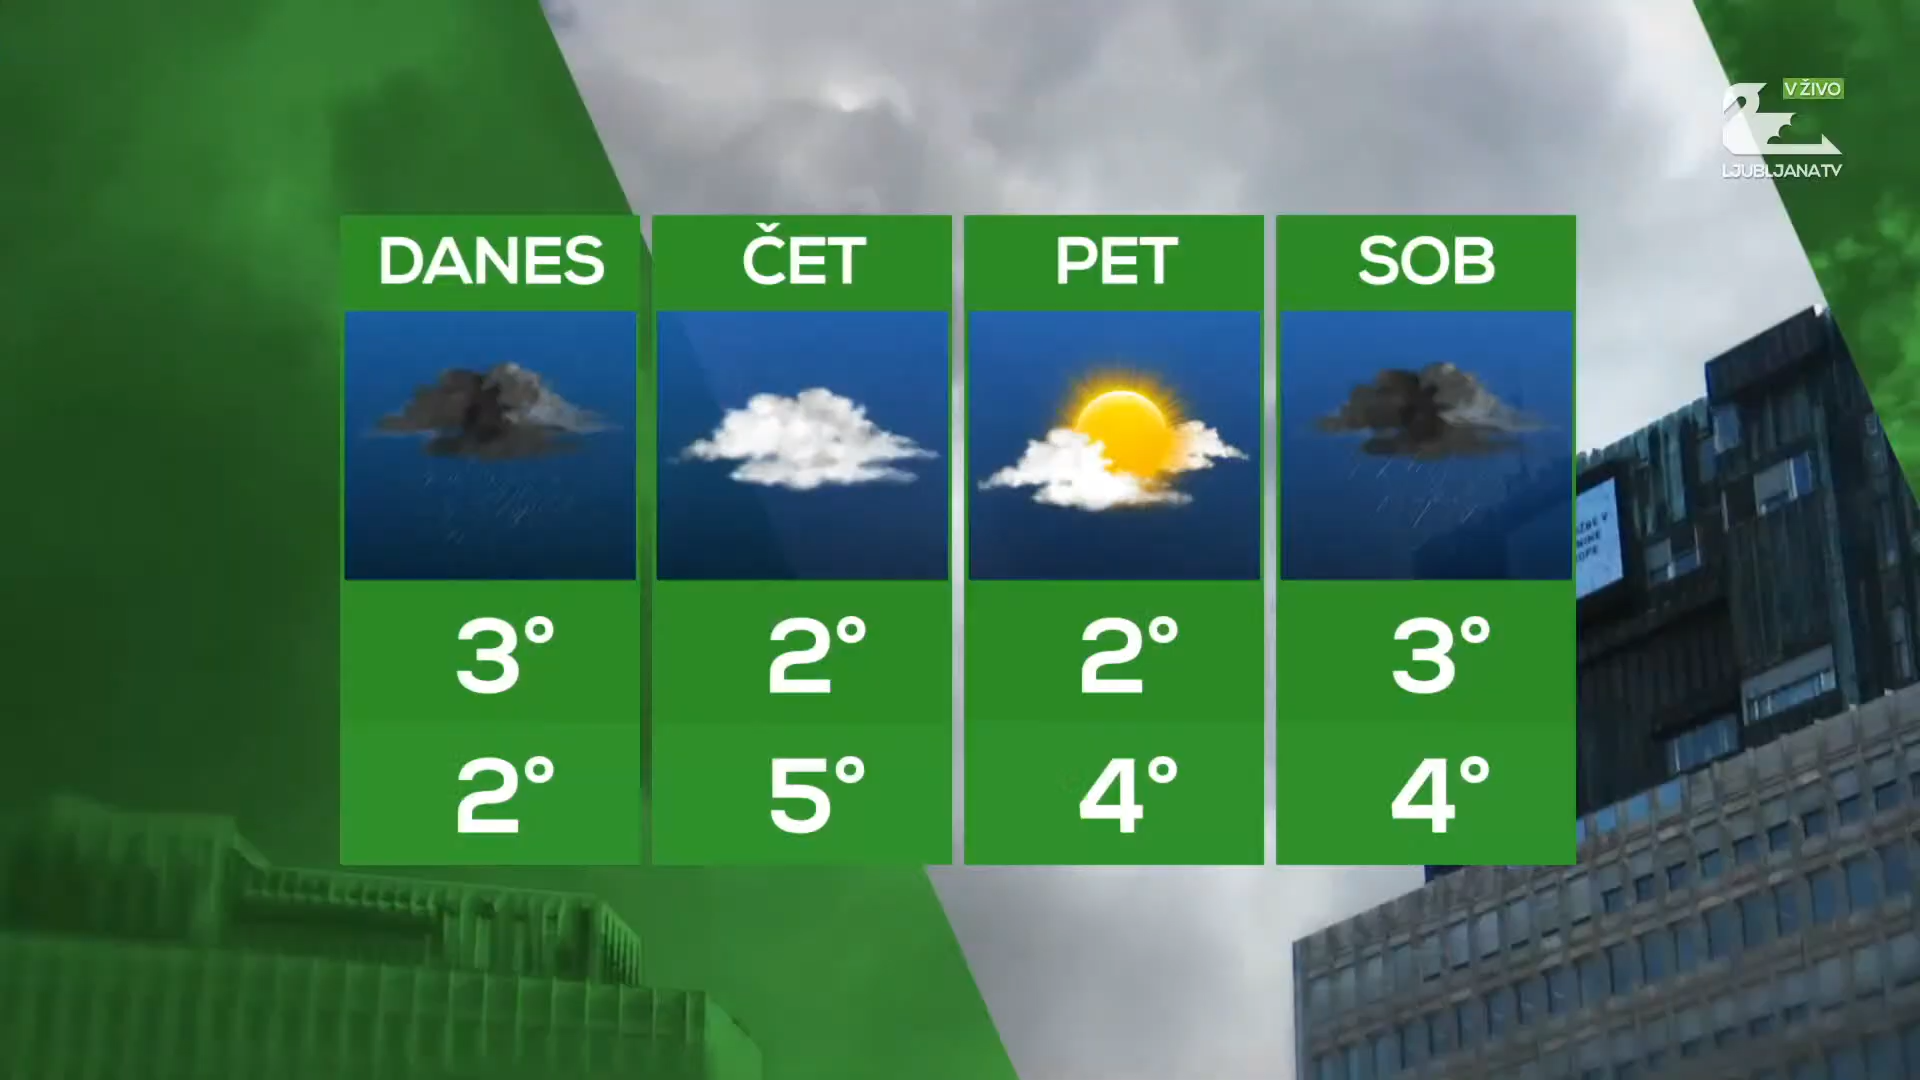 V ŽIVO
LJUBLJANATV
DANES ČET PET SOB
3° 2° 2° 3°
2° 5° 4° 4°